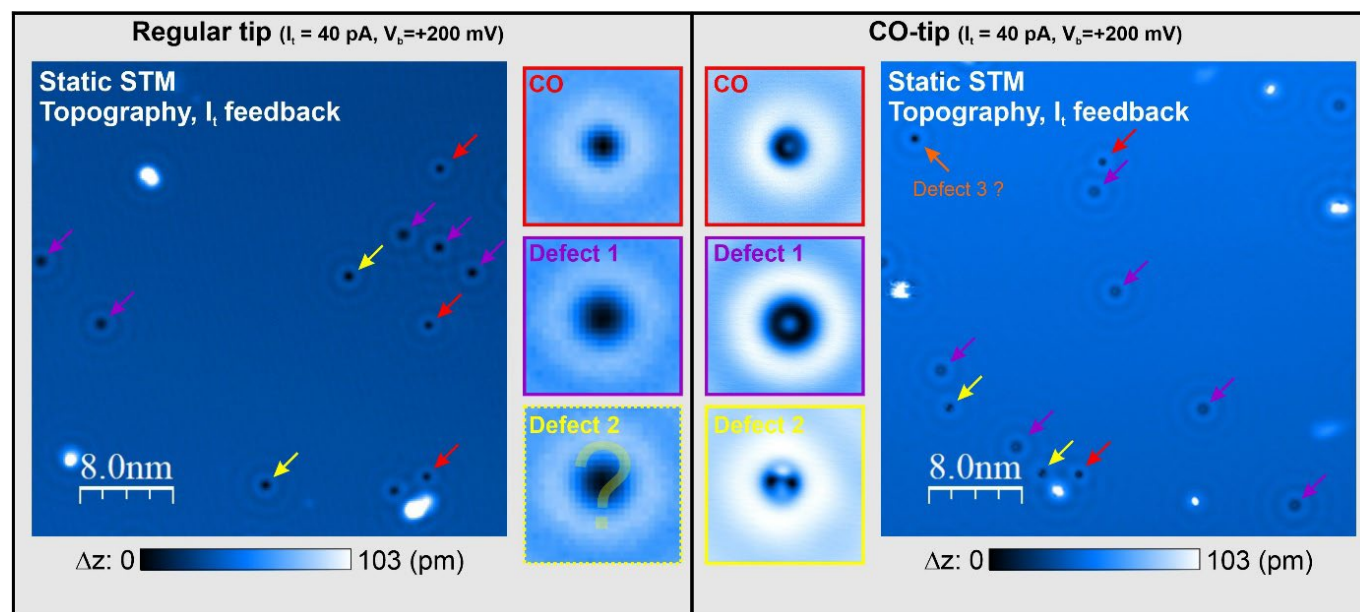 Regular tip (Iₜ = 40 pA, V_b=+200 mV)
Static STM
Topography, Iₜ feedback
8.0nm
Δz: 0 103 (pm)
CO
Defect 1
Defect 2
?
CO-tip (Iₜ = 40 pA, V_b=+200 mV)
CO
Defect 1
Defect 2
Static STM
Topography, Iₜ feedback
Defect 3 ?
8.0nm
Δz: 0 103 (pm)